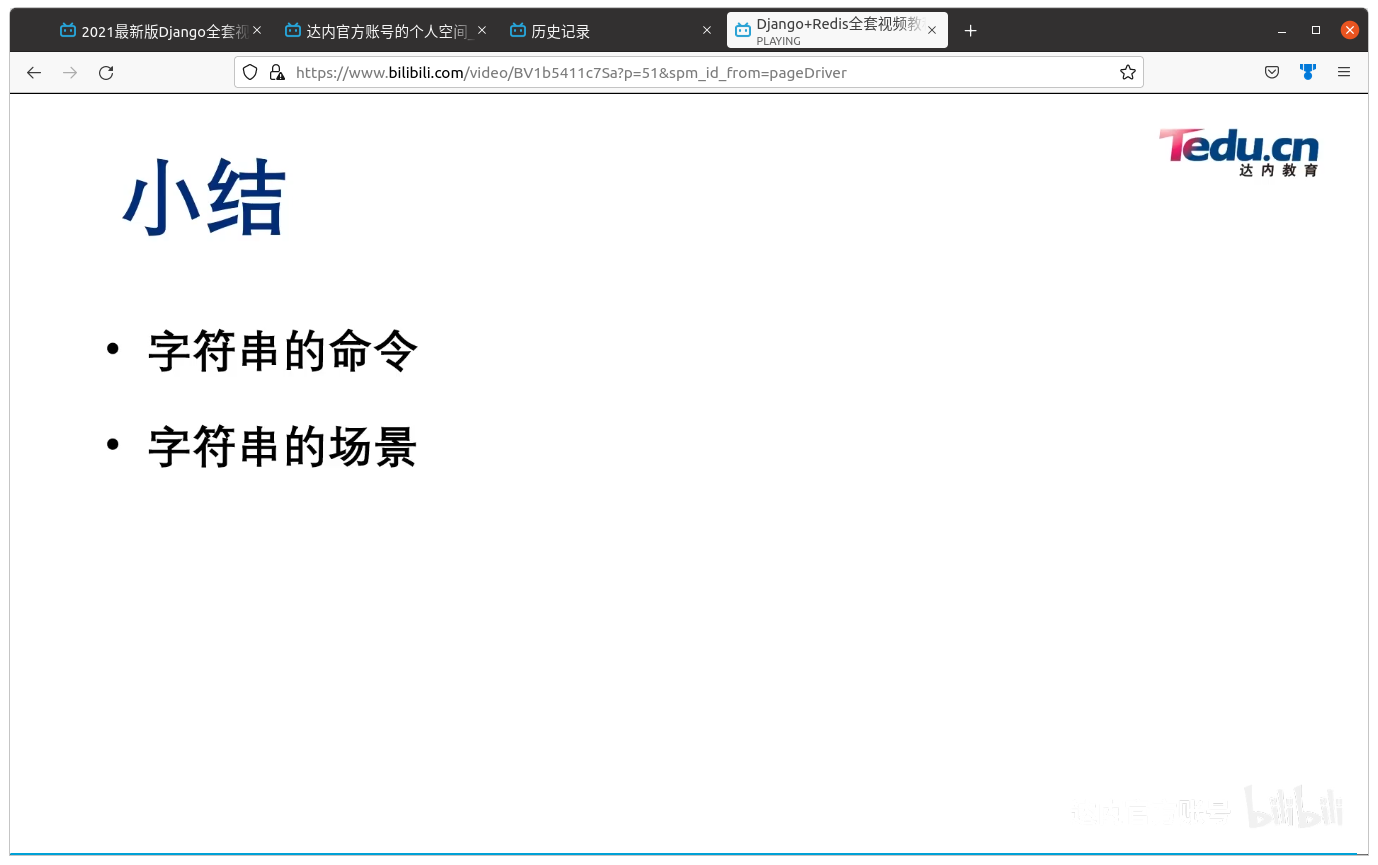 2021最新版Django全套视
达内官方账号的个人空间_
历史记录
Django+Redis全套视频教
PLAYING
https://www.bilibili.com/video/BV1b5411c7Sa?p=51&spm_id_from=pageDriver
Tedu.cn
达内教育
小结
• 字符串的命令
• 字符串的场景
达内官方账号 bilibili